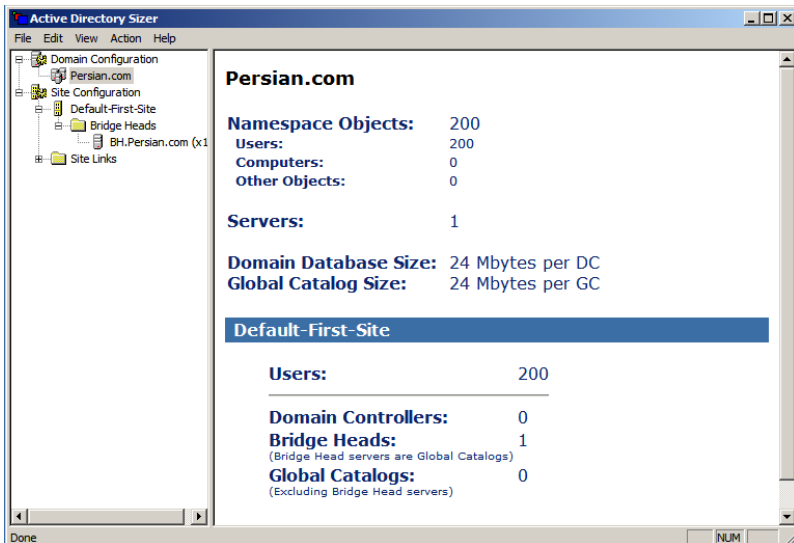 Active Directory Sizer
File Edit View Action Help
Domain Configuration
Persian.com
Site Configuration
Default-First-Site
Bridge Heads
BH.Persian.com (x1
Site Links
Persian.com
Namespace Objects: 200
Users: 200
Computers: 0
Other Objects: 0
Servers: 1
Domain Database Size: 24 Mbytes per DC
Global Catalog Size: 24 Mbytes per GC
Default-First-Site
Users: 200
Domain Controllers: 0
Bridge Heads: 1
(Bridge Head servers are Global Catalogs)
Global Catalogs: 0
(Excluding Bridge Head servers)
Done NUM